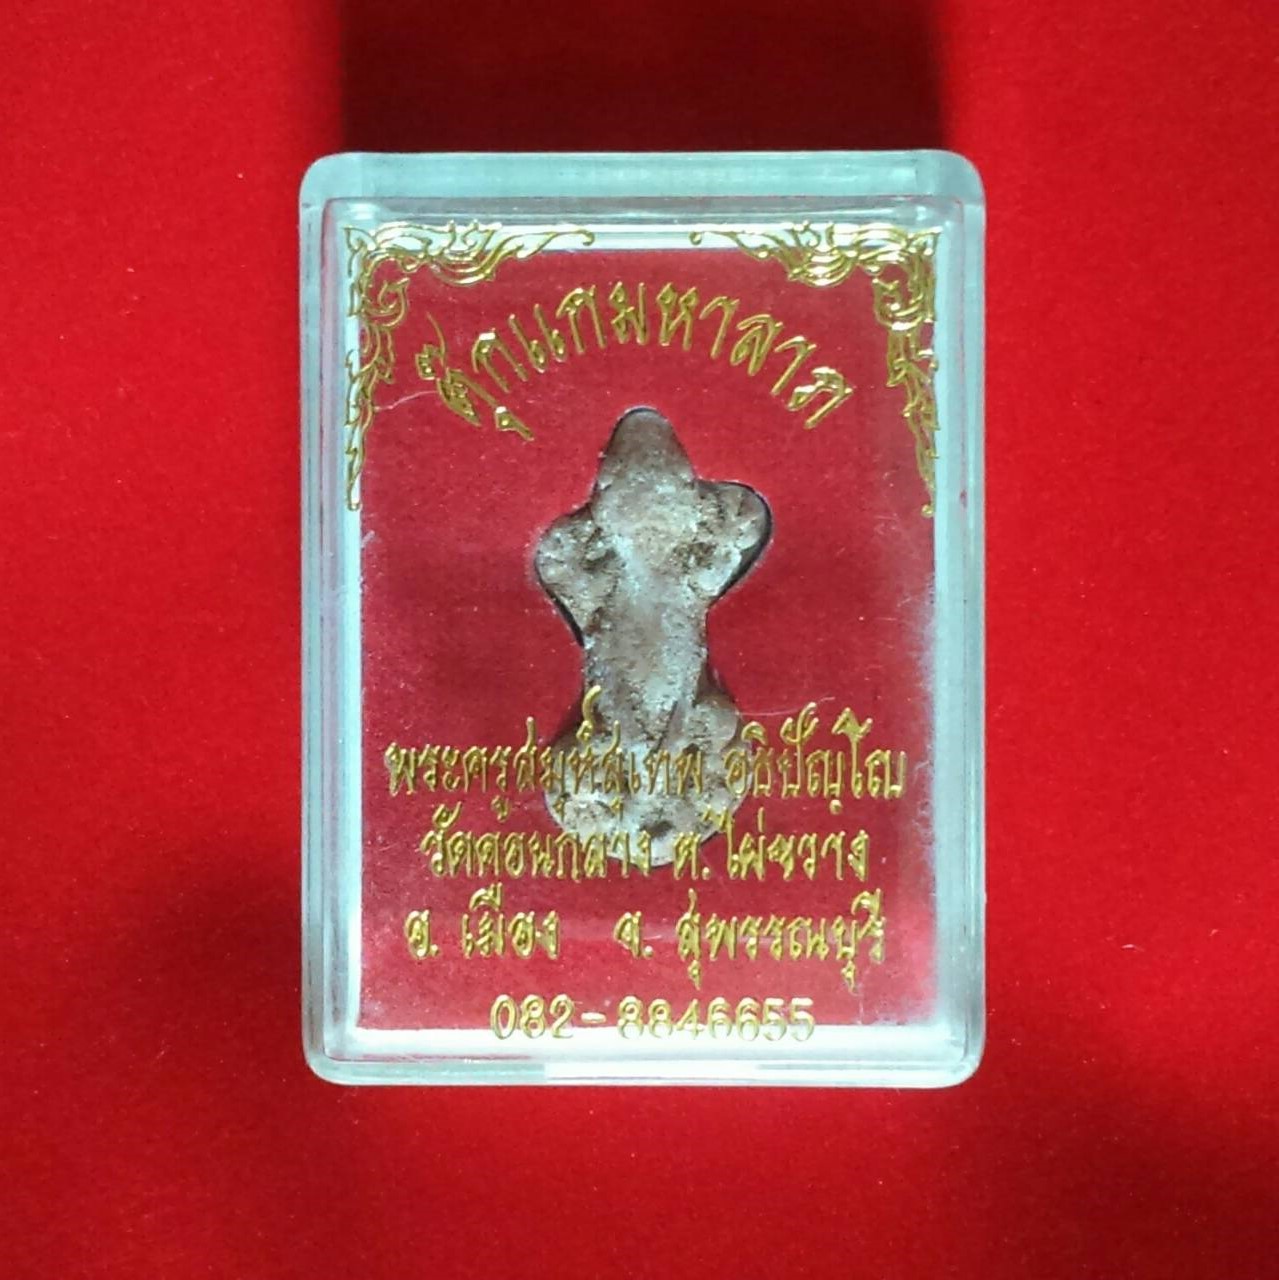 ตุ๊กแกมหาลาภ
พระครูสมุห์สุเทพ อธิปัญฺโญ
วัดดอนกลาง ต. ไผ่ขวาง
อ. เมือง จ. สุพรรณบุรี
082-8846655